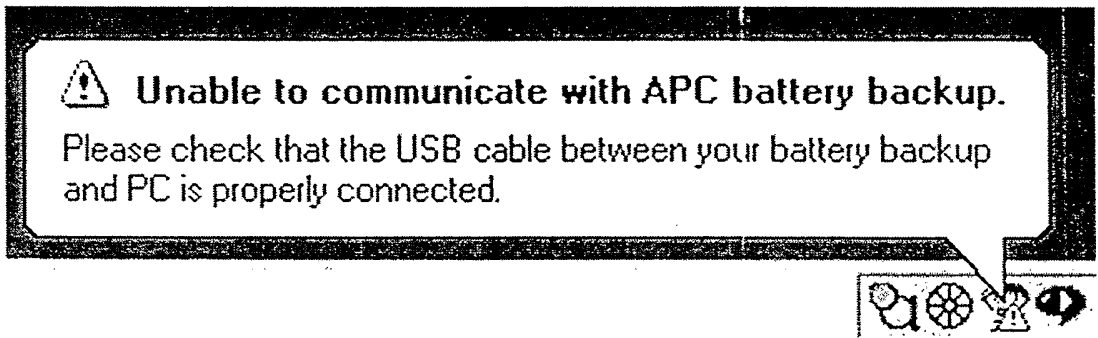 Unable to communicate with APC battery backup.
Please check that the USB cable between your battery backup
and PC is properly connected.